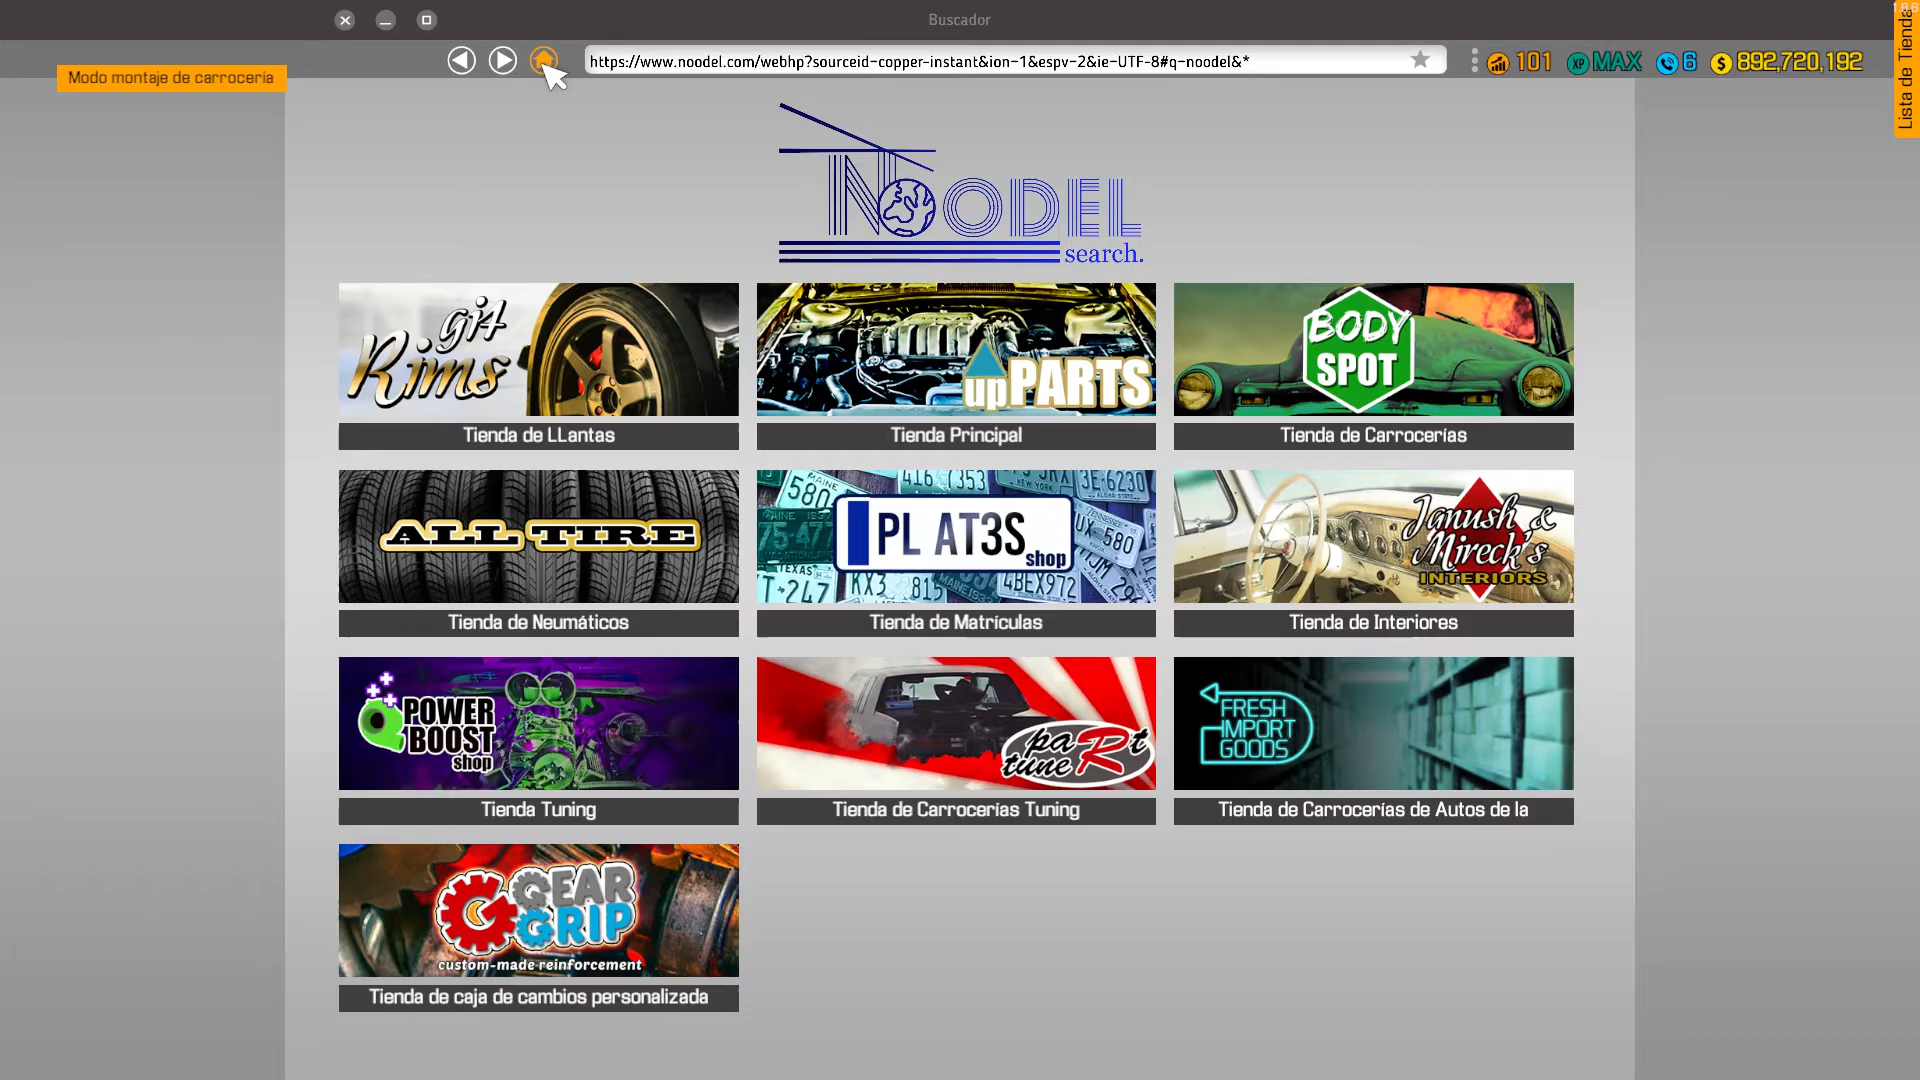 Buscador
https://www.noodel.com/webhp?sourceid-copper-instant&ion-1&espv-2&ie-UTF-8#q-noodel&*
101
XP MAX
6
$ 892,720,192
Modo montaje de carrocería
Lista de Tienda
NOODEL
search.
git Rims
upPARTS
BODY SPOT
Tienda de LLantas
Tienda Principal
Tienda de Carrocerías
ALL TIRE
PL AT3S shop
Janush & Mireck's INTERIORS
Tienda de Neumáticos
Tienda de Matrículas
Tienda de Interiores
POWER BOOST shop
paRt tune
FRESH IMPORT GOODS
Tienda Tuning
Tienda de Carrocerías Tuning
Tienda de Carrocerías de Autos de la
GEAR GRIP
custom-made reinforcement
Tienda de caja de cambios personalizada